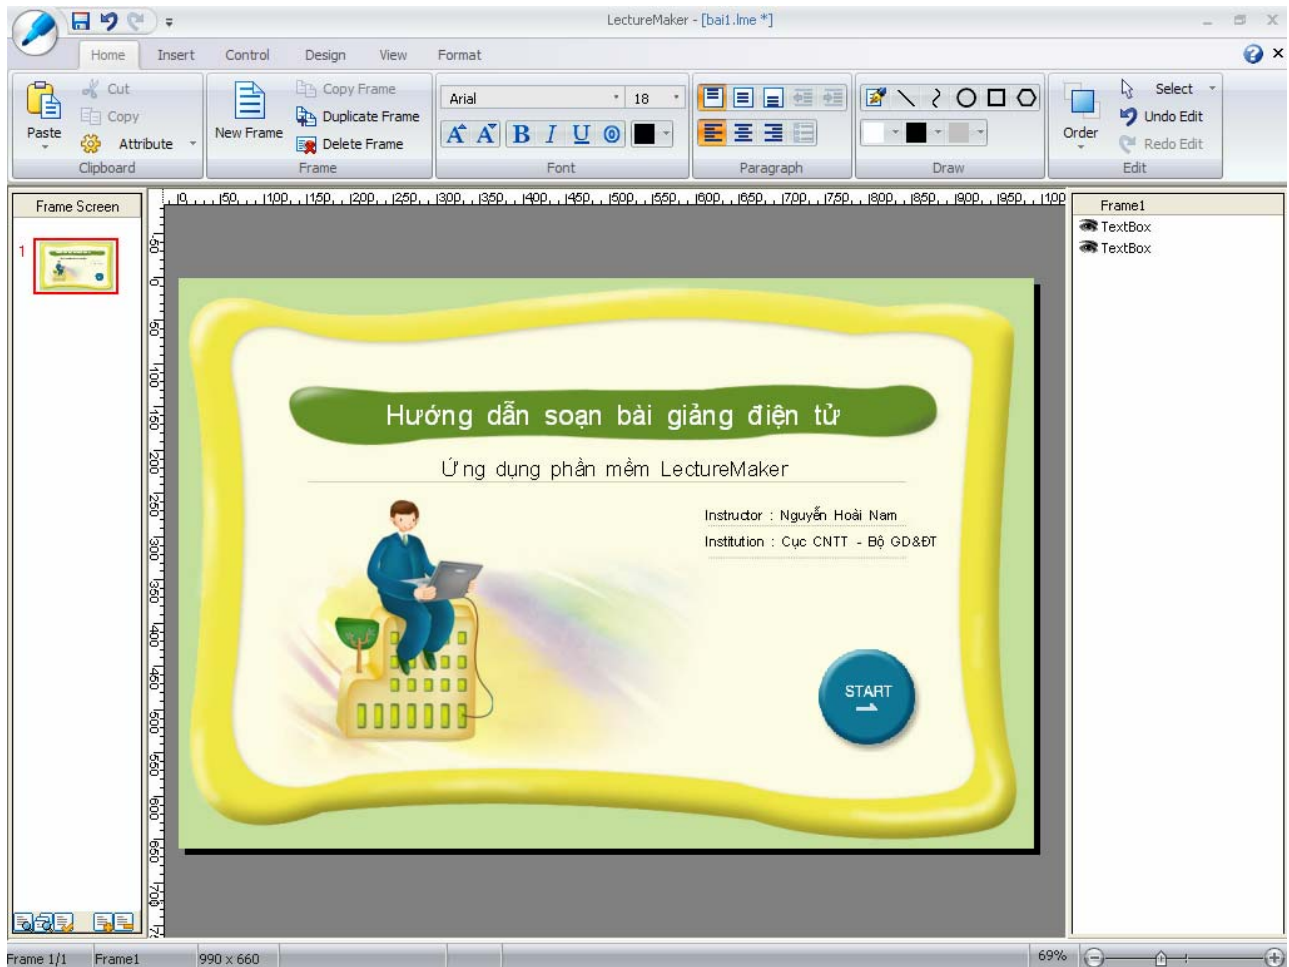 LectureMaker - [bai1.lme *]
Home Insert Control Design View Format
Paste
Cut
Copy
Attribute
Clipboard
New Frame
Copy Frame
Duplicate Frame
Delete Frame
Frame
Arial 18
A A B I U
Font
Paragraph
Draw
Order
Select
Undo Edit
Redo Edit
Edit
Frame Screen
1
Frame1
TextBox
TextBox
Hướng dẫn soạn bài giảng điện tử
Ứng dụng phần mềm LectureMaker
Instructor : Nguyễn Hoài Nam
Institution : Cục CNTT - Bộ GD&ĐT
START
Frame 1/1 Frame1 990 x 660 69%